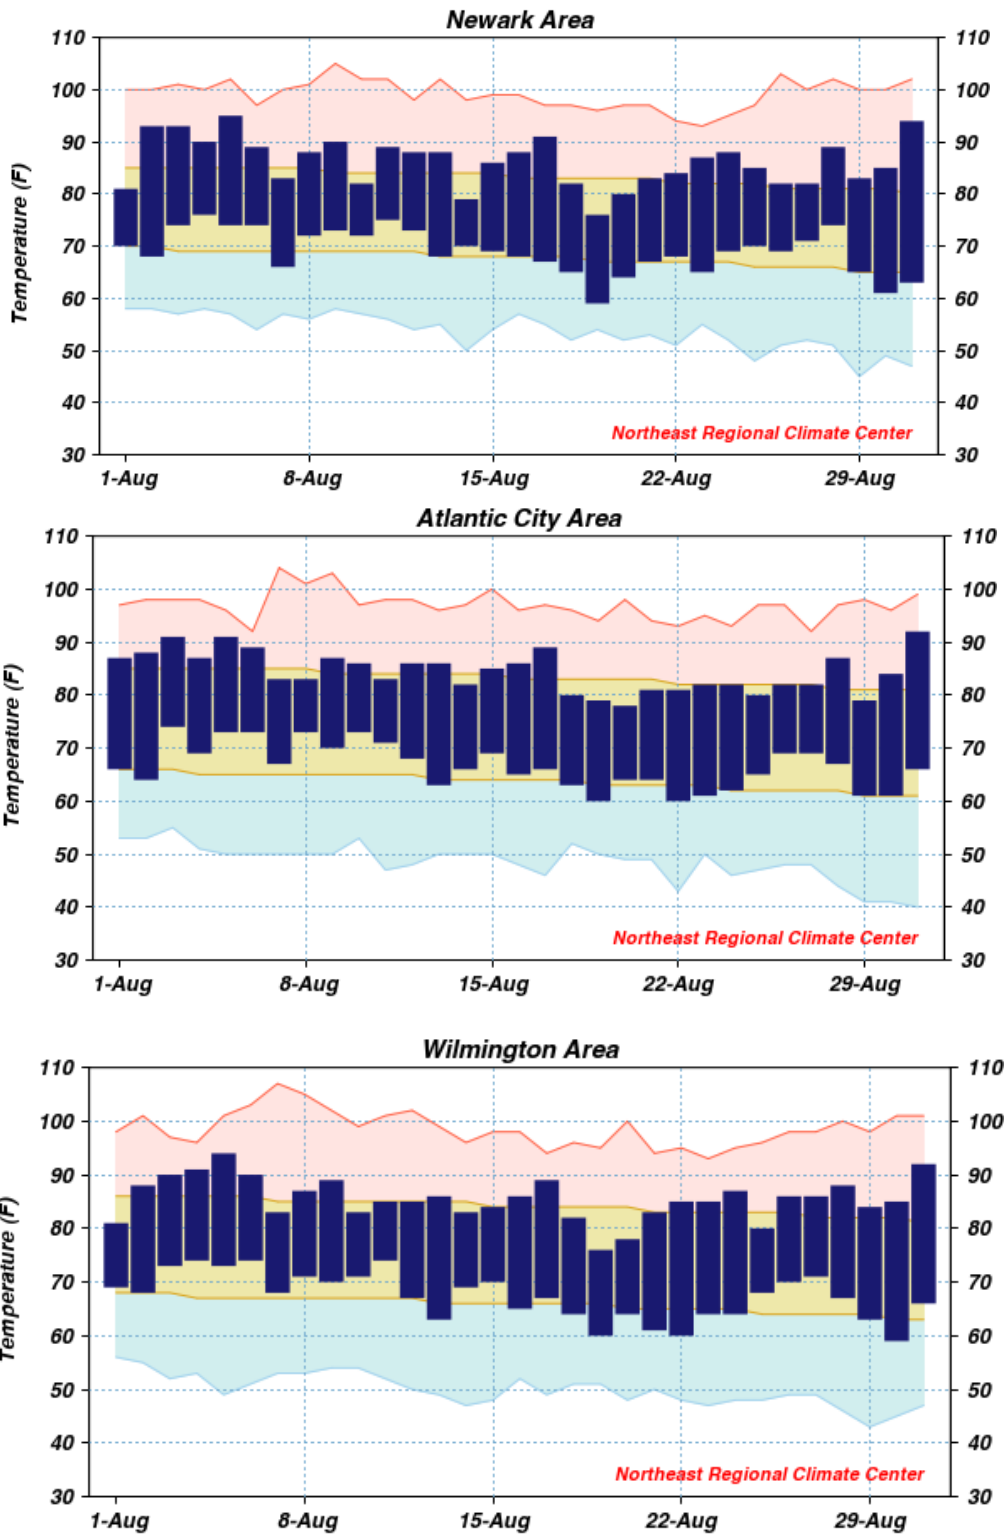 Newark Area
110 110
100 100
90 90
80 80
70 70
60 60
50 50
40 40
30 30
Temperature (F)
Northeast Regional Climate Center
1-Aug 8-Aug 15-Aug 22-Aug 29-Aug
Atlantic City Area
110 110
100 100
90 90
80 80
70 70
60 60
50 50
40 40
30 30
Temperature (F)
Northeast Regional Climate Center
1-Aug 8-Aug 15-Aug 22-Aug 29-Aug
Wilmington Area
110 110
100 100
90 90
80 80
70 70
60 60
50 50
40 40
30 30
Temperature (F)
Northeast Regional Climate Center
1-Aug 8-Aug 15-Aug 22-Aug 29-Aug